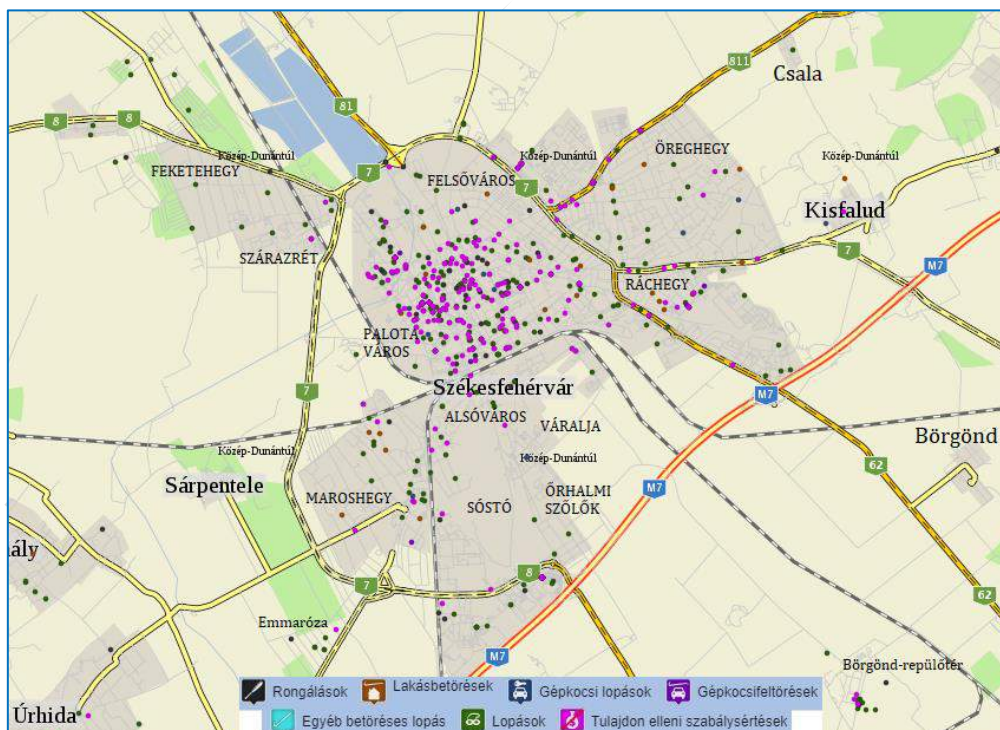 811
Csala
8
8
81
ÖREGHEGY
Közép-Dunántúl
Közép-Dunántúl
Közép-Dunántúl
FEKETEHEGY
7
FELSŐVÁROS
7
Kisfalud
SZÁRAZRÉT
7
M7
RÁCHEGY
PALOTA
VÁROS
7
Székesfehérvár
M7
ALSÓVAROS
VÁRALJA
Börgönd
Közép-Dunántúl
Közép-Dunántúl
62
Sárpentele
M7
MAROSHEGY
SÓSTÓ
ŐRHALMI
SZŐLŐK
ály
7
8
62
Emmaróza
M7
Börgönd-repülőtér
Úrhida
Rongálások
Lakásbetörések
Gépkocsi lopások
Gépkocsifeltörések
Egyéb betöréses lopás
Lopások
Tulajdon elleni szabálysértések